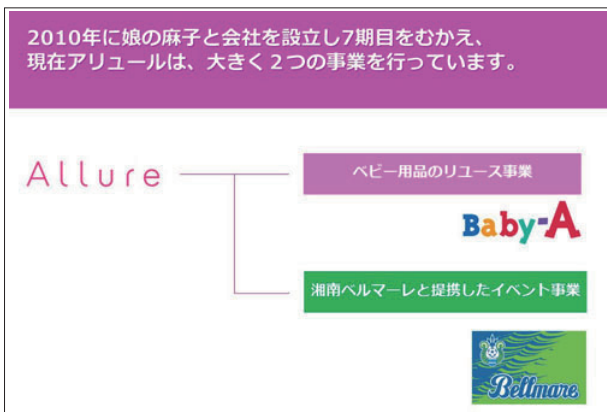 2010年に娘の麻子と会社を設立し7期目をむかえ、
現在アリュールは、大きく２つの事業を行っています。
Allure
ベビー用品のリユース事業
Baby-A
湘南ベルマーレと提携したイベント事業
Bellmare